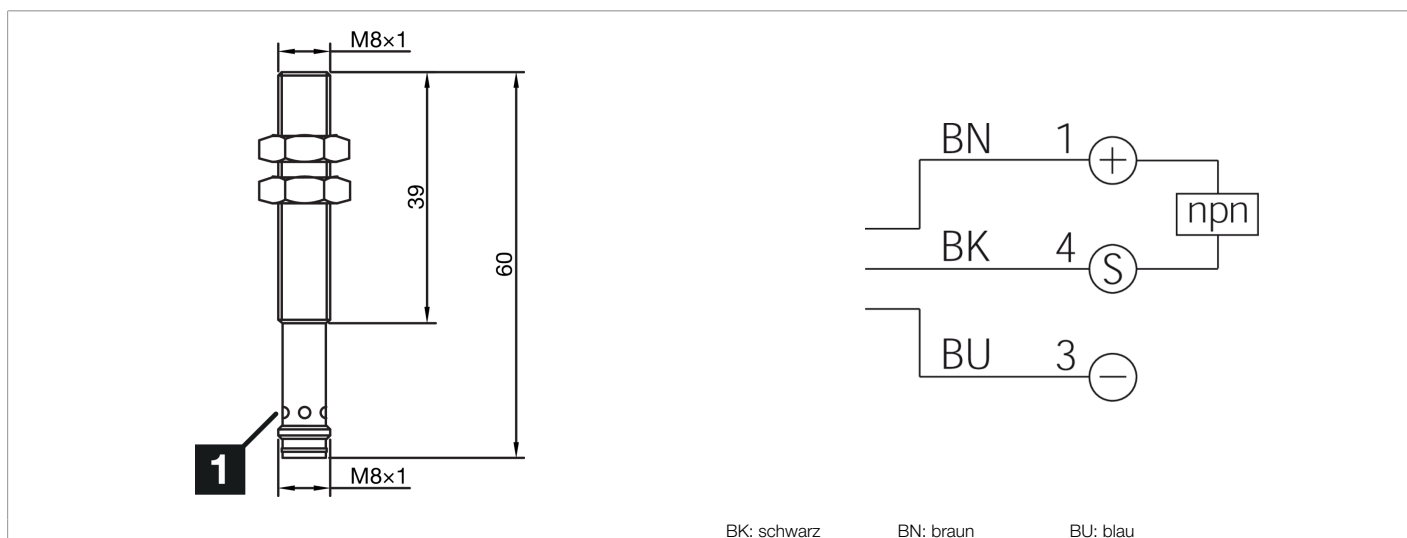 M8×1
39
60
1
M8×1
BN 1 +
npn
BK 4 S
BU 3 −
BK: schwarz BN: braun BU: blau